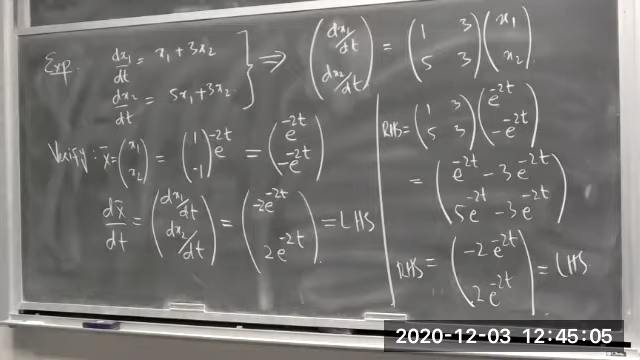 Exp. dx₁/dt = x₁ + 3x₂
dx₂/dt = 5x₁ + 3x₂
} ⇒ (dx₁/dt; dx₂/dt) = (1 3; 5 3)(x₁; x₂)
Verify: x̄ = (x₁; x₂) = (1; -1) e^{-2t} = (e^{-2t}; -e^{-2t})
dx̄/dt = (dx₁/dt; dx₂/dt) = (-2e^{-2t}; 2e^{-2t}) = LHS
RHS = (1 3; 5 3)(e^{-2t}; -e^{-2t})
= (e^{-2t} - 3e^{-2t}; 5e^{-2t} - 3e^{-2t})
RHS = (-2e^{-2t}; 2e^{-2t}) = LHS
2020-12-03 12:45:05